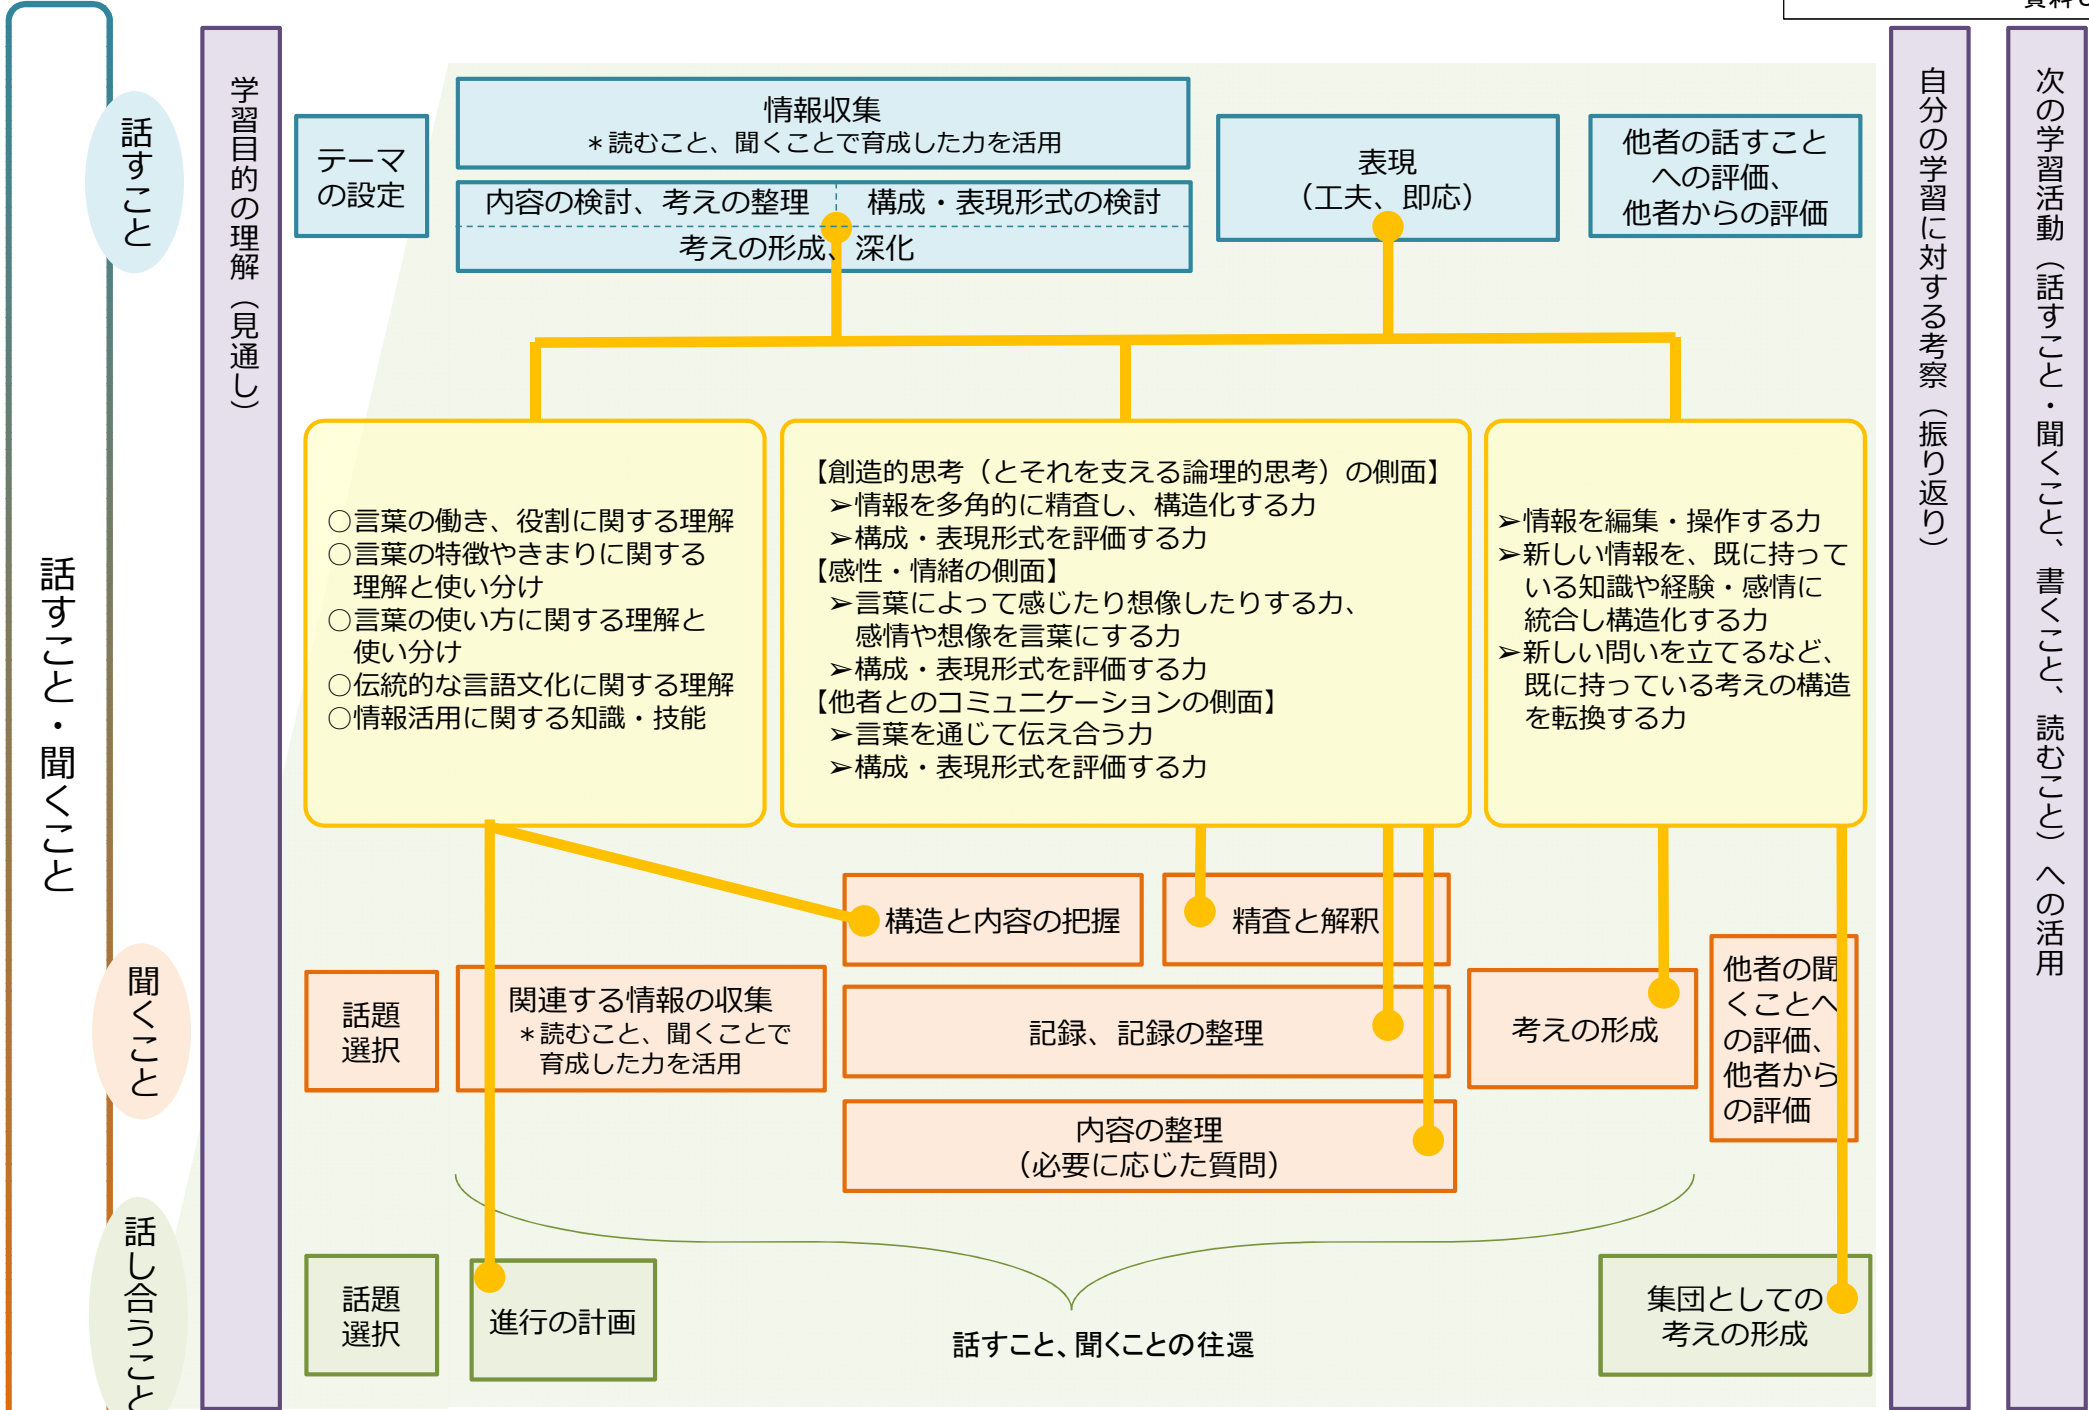 資料
話すこと・聞くこと
話すこと
聞くこと
話し合うこと
学習目的の理解（見通し）
テーマ
の設定
情報収集
＊読むこと、聞くことで育成した力を活用
内容の検討、考えの整理
構成・表現形式の検討
考えの形成、深化
表現
（工夫、即応）
他者の話すこと
への評価、
他者からの評価
○言葉の働き、役割に関する理解
○言葉の特徴やきまりに関する
理解と使い分け
○言葉の使い方に関する理解と
使い分け
○伝統的な言語文化に関する理解
○情報活用に関する知識・技能
【創造的思考（とそれを支える論理的思考）の側面】
➢情報を多角的に精査し、構造化する力
➢構成・表現形式を評価する力
【感性・情緒の側面】
➢言葉によって感じたり想像したりする力、
感情や想像を言葉にする力
➢構成・表現形式を評価する力
【他者とのコミュニケーションの側面】
➢言葉を通じて伝え合う力
➢構成・表現形式を評価する力
➢情報を編集・操作する力
➢新しい情報を、既に持って
いる知識や経験・感情に
統合し構造化する力
➢新しい問いを立てるなど、
既に持っている考えの構造
を転換する力
話題
選択
関連する情報の収集
＊読むこと、聞くことで
育成した力を活用
構造と内容の把握
精査と解釈
記録、記録の整理
内容の整理
（必要に応じた質問）
考えの形成
他者の聞
くことへ
の評価、
他者から
の評価
話題
選択
進行の計画
話すこと、聞くことの往還
集団としての
考えの形成
自分の学習に対する考察（振り返り）
次の学習活動（話すこと・聞くこと、書くこと、読むこと）への活用